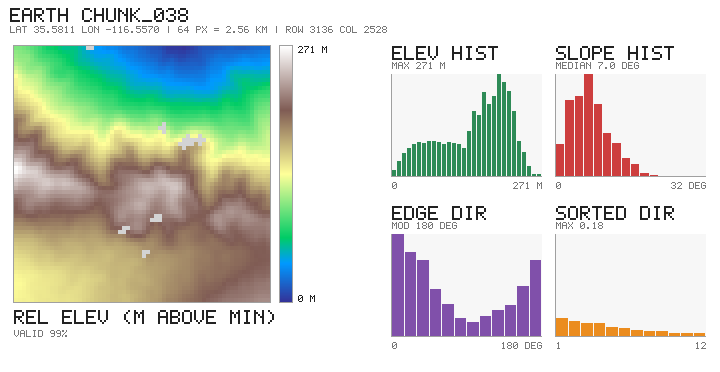 EARTH CHUNK_038
LAT 35.5811 LON -116.5570 | 64 PX = 2.56 KM | ROW 3136 COL 2528
271 M
0 M
REL ELEV (M ABOVE MIN)
VALID 99%
ELEV HIST
MAX 271 M
0 271 M
SLOPE HIST
MEDIAN 7.0 DEG
0 32 DEG
EDGE DIR
MOD 180 DEG
0 180 DEG
SORTED DIR
MAX 0.18
1 12